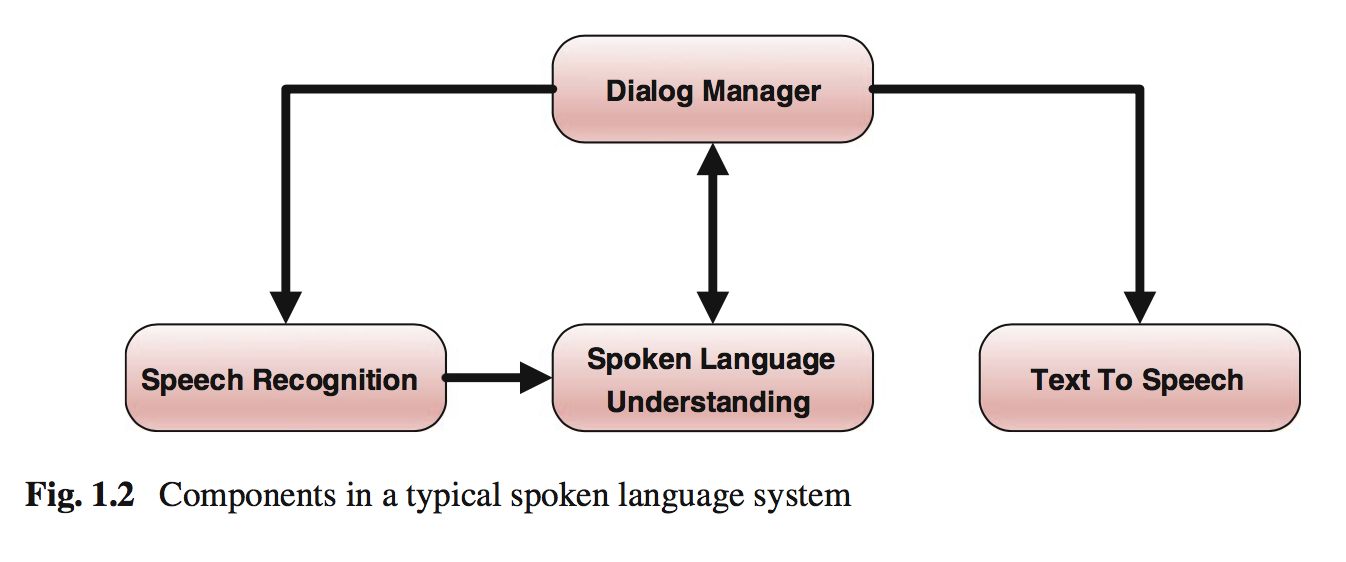 Dialog Manager
Speech Recognition
Spoken Language
Understanding
Text To Speech
Fig. 1.2 Components in a typical spoken language system